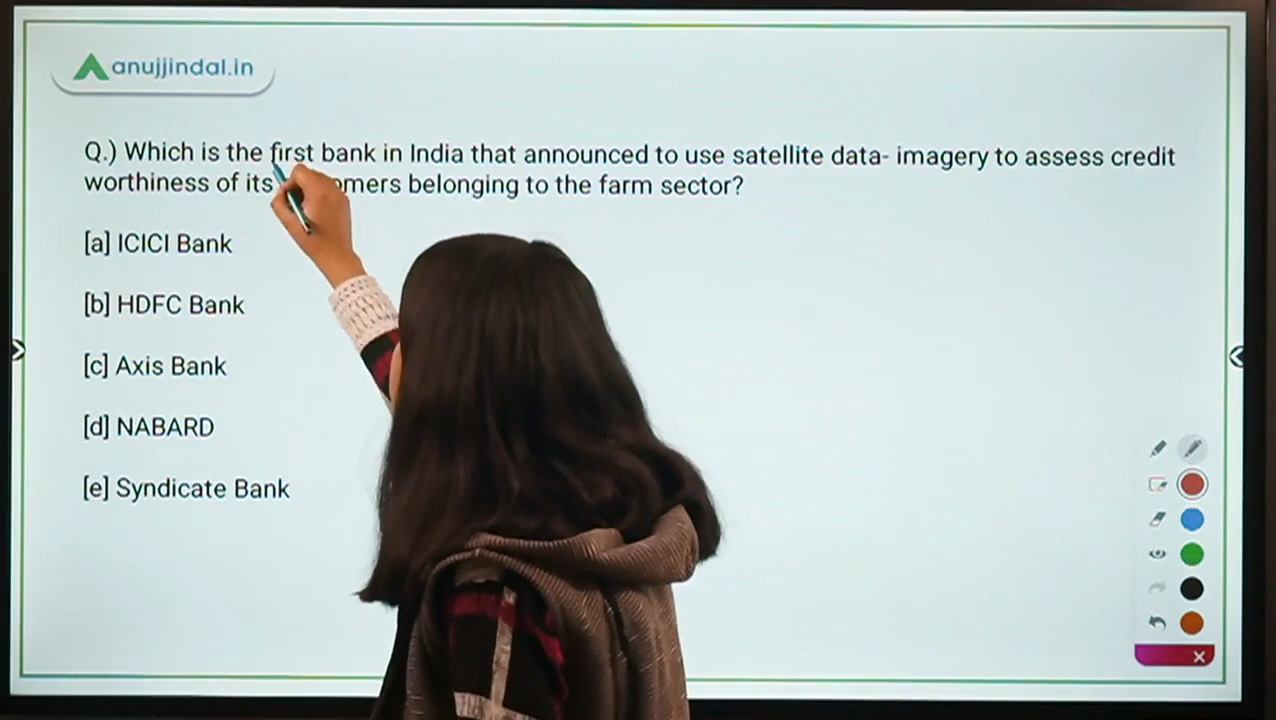 anujjindal.in
Q.) Which is the first bank in India that announced to use satellite data- imagery to assess credit
worthiness of its omers belonging to the farm sector?
[a] ICICI Bank
[b] HDFC Bank
[c] Axis Bank
[d] NABARD
[e] Syndicate Bank